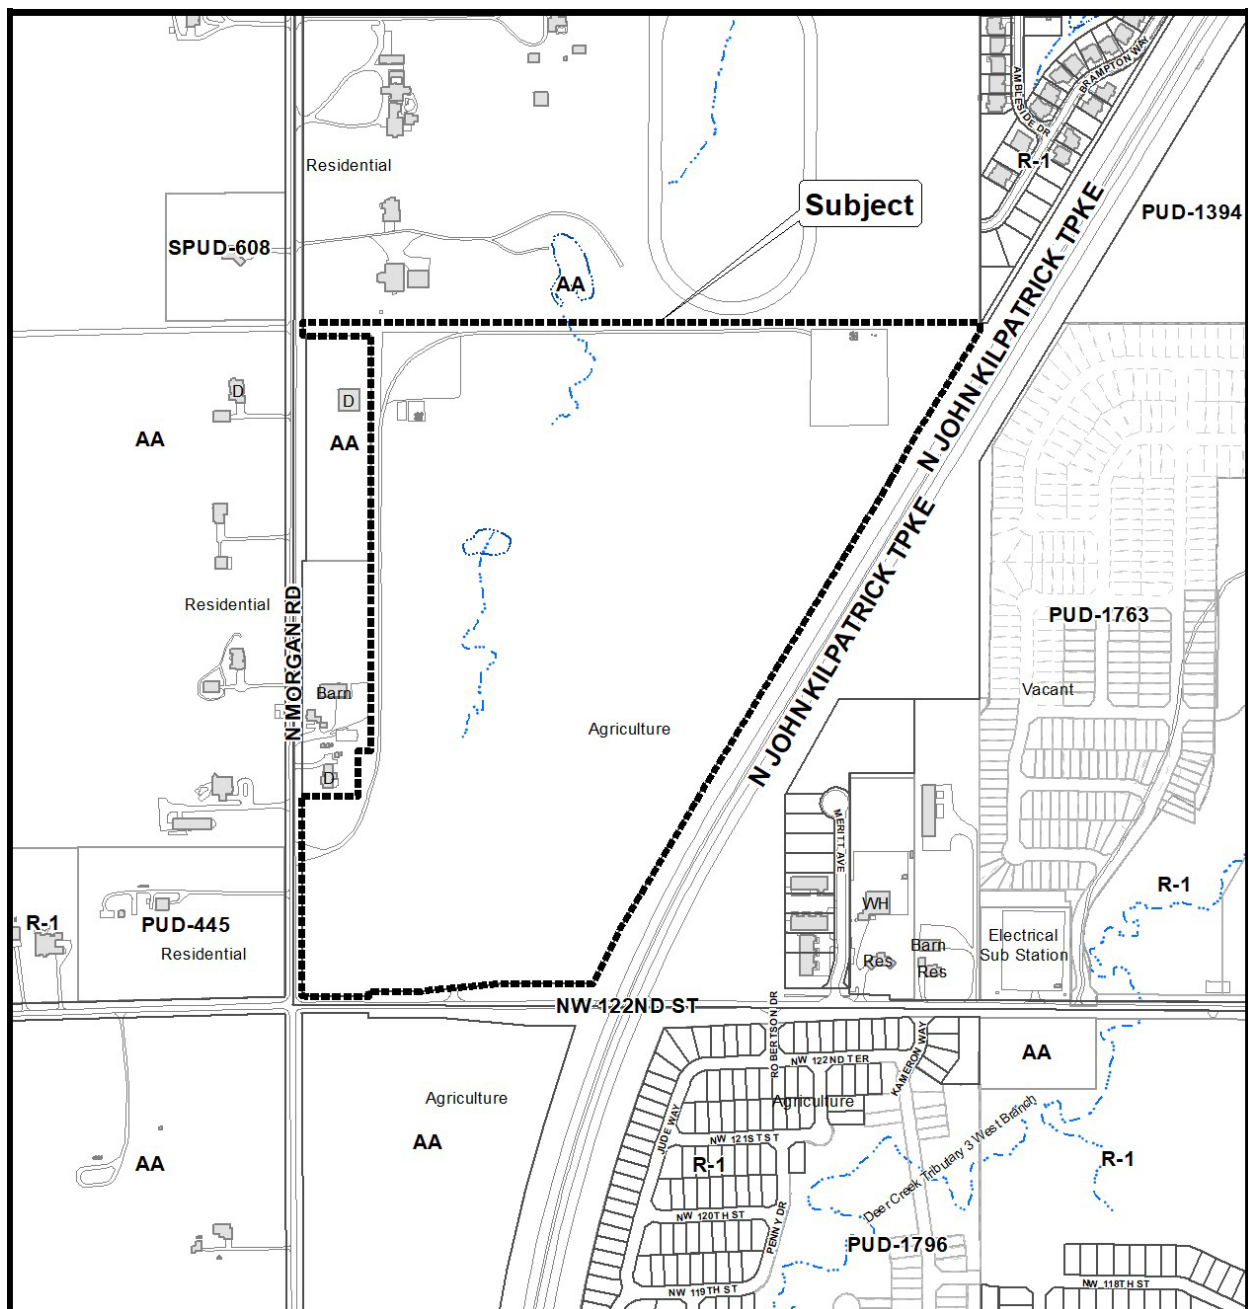 BRAMPTON WAY
AMBLESIDE DR
R-1
Residential
Subject
PUD-1394
SPUD-608
AA
N JOHN KILPATRICK TPKE
D
D
AA
AA
N JOHN KILPATRICK TPKE
N MORGAN RD
Residential
PUD-1763
Barn
Vacant
Agriculture
D
MERITT AVE
R-1
WH
R-1
PUD-445
Residential
Barn
Res
Res
Electrical
Sub Station
NW 122ND ST
ROBERTSON DR
NW 122ND TER
KAMERON WAY
AA
Agriculture
Agriculture
JUDE WAY
NW 121ST ST
AA
AA
R-1
Deer Creek Tributary 3 West Branch
R-1
NW 120TH ST
PENNY DR
PUD-1796
NW 119TH ST
NW 118TH ST